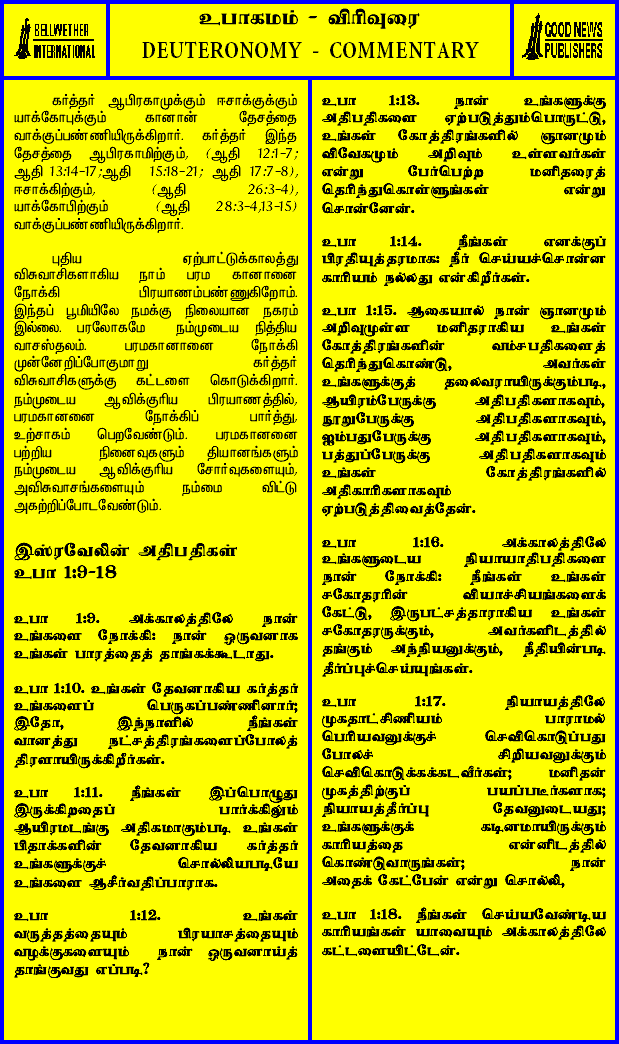 BELLWETHER
INTERNATIONAL
உபாகமம் - விரிவுரை
DEUTERONOMY - COMMENTARY
GOOD NEWS
PUBLISHERS
கர்த்தர் ஆபிரகாமுக்கும் ஈசாக்குக்கும்
யாக்கோபுக்கும் கானான் தேசத்தை
வாக்குப்பண்ணியிருக்கிறார். கர்த்தர் இந்த
தேசத்தை ஆபிரகாமிற்கும், (ஆதி 12:1-7;
ஆதி 13:14-17;ஆதி 15:18-21; ஆதி 17:7-8),
ஈசாக்கிற்கும், (ஆதி 26:3-4),
யாக்கோபிற்கும் (ஆதி 28:3-4,13-15)
வாக்குப்பண்ணியிருக்கிறார்.
புதிய ஏற்பாட்டுக்காலத்து
விசுவாசிகளாகிய நாம் பரம கானானை
நோக்கி பிரயாணம்பண்ணுகிறோம்.
இந்தப் பூமியிலே நமக்கு நிலையான நகரம்
இல்லை. பரலோகமே நம்முடைய நித்திய
வாசஸ்தலம். பரமகானானை நோக்கி
முன்னேறிப்போகுமாறு கர்த்தர்
விசுவாசிகளுக்கு கட்டளை கொடுக்கிறார்.
நம்முடைய ஆவிக்குரிய பிரயாணத்தில்,
பரமகானனை நோக்கிப் பார்த்து,
உற்சாகம் பெறவேண்டும். பரமகானனை
பற்றிய நினைவுகளும் தியானங்களும்
நம்முடைய ஆவிக்குரிய சோர்வுகளையும்,
அவிசுவாசங்களையும் நம்மை விட்டு
அகற்றிப்போடவேண்டும்.
இஸ்ரவேலின் அதிபதிகள்
உபா 1:9-18
உபா 1:9. அக்காலத்திலே நான்
உங்களை நோக்கி: நான் ஒருவனாக
உங்கள் பாரத்தைத் தாங்கக்கூடாது.
உபா 1:10. உங்கள் தேவனாகிய கர்த்தர்
உங்களைப் பெருகப்பண்ணினார்;
இதோ, இந்நாளில் நீங்கள்
வானத்து நட்சத்திரங்களைப்போலத்
திரளாயிருக்கிறீர்கள்.
உபா 1:11. நீங்கள் இப்பொழுது
இருக்கிறதைப் பார்க்கிலும்
ஆயிரமடங்கு அதிகமாகும்படி உங்கள்
பிதாக்களின் தேவனாகிய கர்த்தர்
உங்களுக்குச் சொல்லியபடியே
உங்களை ஆசீர்வதிப்பாராக.
உபா 1:12. உங்கள்
வருத்தத்தையும் பிரயாசத்தையும்
வழக்குகளையும் நான் ஒருவனாய்த்
தாங்குவது எப்படி?
உபா 1:13. நான் உங்களுக்கு
அதிபதிகளை ஏற்படுத்தும்பொருட்டு,
உங்கள் கோத்திரங்களில் ஞானமும்
விவேகமும் அறிவும் உள்ளவர்கள்
என்று பேர்பெற்ற மனிதரைத்
தெரிந்துகொள்ளுங்கள் என்று
சொன்னேன்.
உபா 1:14. நீங்கள் எனக்குப்
பிரதியுத்தரமாக: நீர் செய்யச்சொன்ன
காரியம் நல்லது என்கிறீர்கள்.
உபா 1:15. ஆகையால் நான் ஞானமும்
அறிவுமுள்ள மனிதராகிய உங்கள்
கோத்திரங்களின் வம்சபதிகளைத்
தெரிந்துகொண்டு, அவர்கள்
உங்களுக்குத் தலைவராயிருக்கும்படி,
ஆயிரம்பேருக்கு அதிபதிகளாகவும்,
நூறுபேருக்கு அதிபதிகளாகவும்,
ஐம்பதுபேருக்கு அதிபதிகளாகவும்,
பத்துப்பேருக்கு அதிபதிகளாகவும்
உங்கள் கோத்திரங்களில்
அதிகாரிகளாகவும்
ஏற்படுத்திவைத்தேன்.
உபா 1:16. அக்காலத்திலே
உங்களுடைய நியாயாதிபதிகளை
நான் நோக்கி: நீங்கள் உங்கள்
சகோதரரின் வியாச்சியங்களைக்
கேட்டு, இருபட்சத்தாராகிய உங்கள்
சகோதரருக்கும், அவர்களிடத்தில்
தங்கும் அந்நியனுக்கும், நீதியின்படி
தீர்ப்புச்செய்யுங்கள்.
உபா 1:17. நியாயத்திலே
முகதாட்சிணியம் பாராமல்
பெரியவனுக்குச் செவிகொடுப்பது
போலச் சிறியவனுக்கும்
செவிகொடுக்கக்கடவீர்கள்; மனிதன்
முகத்திற்குப் பயப்படீர்களாக;
நியாயத்தீர்ப்பு தேவனுடையது;
உங்களுக்குக் கடினமாயிருக்கும்
காரியத்தை என்னிடத்தில்
கொண்டுவாருங்கள்; நான்
அதைக் கேட்பேன் என்று சொல்லி,
உபா 1:18. நீங்கள் செய்யவேண்டிய
காரியங்கள் யாவையும் அக்காலத்திலே
கட்டளையிட்டேன்.